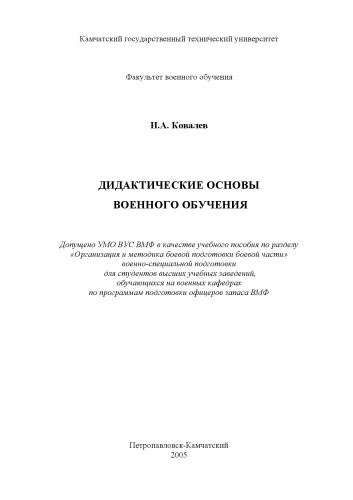 Камчатский государственный технический университет
Факультет военного обучения
И.А. Ковалев
ДИДАКТИЧЕСКИЕ ОСНОВЫ
ВОЕННОГО ОБУЧЕНИЯ
Допущено УМО ВУС ВМФ в качестве учебного пособия по разделу
«Организация и методика боевой подготовки боевой части»
военно-специальной подготовки
для студентов высших учебных заведений,
обучающихся на военных кафедрах
по программам подготовки офицеров запаса ВМФ
Петропавловск-Камчатский
2005